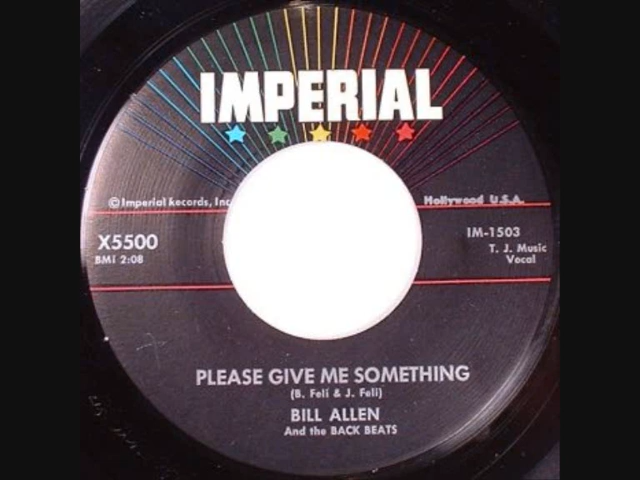 IMPERIAL
© Imperial Records, Inc
Hollywood U.S.A.
X5500
IM-1503
BMI 2:08
T. J. Music
Vocal
PLEASE GIVE ME SOMETHING
(B. Feli & J. Feli)
BILL ALLEN
And the BACK BEATS